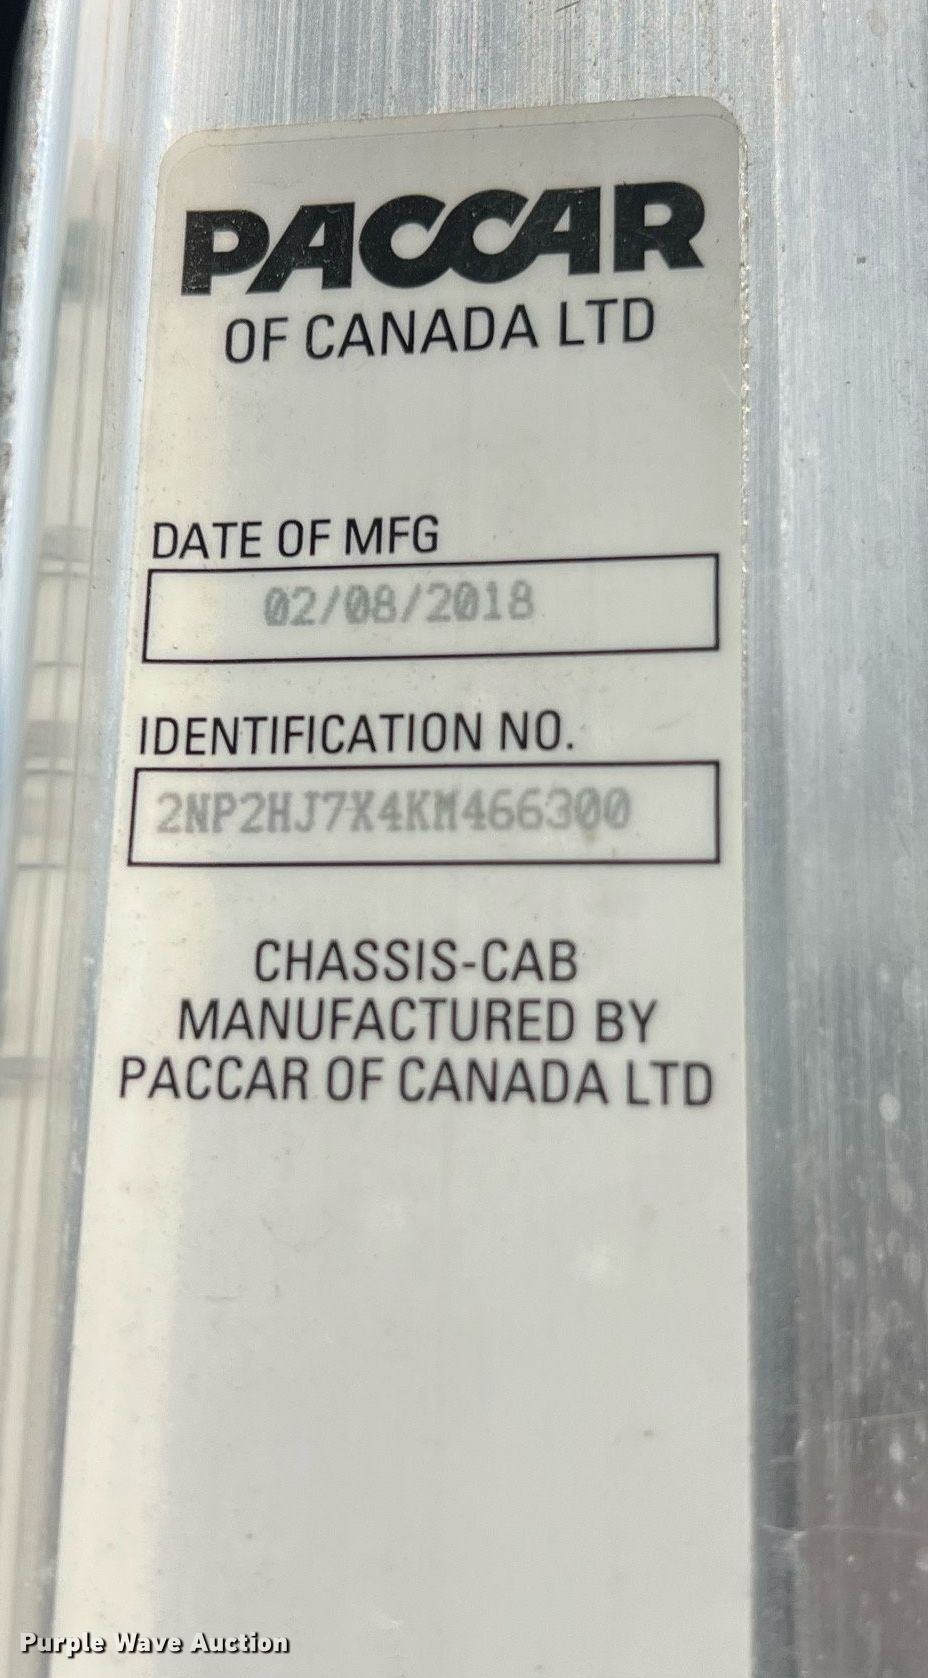 PACCAR
OF CANADA LTD
DATE OF MFG
02/08/2018
IDENTIFICATION NO.
2NP2HJ7X4KM466300
CHASSIS-CAB
MANUFACTURED BY
PACCAR OF CANADA LTD
Purple Wave Auction